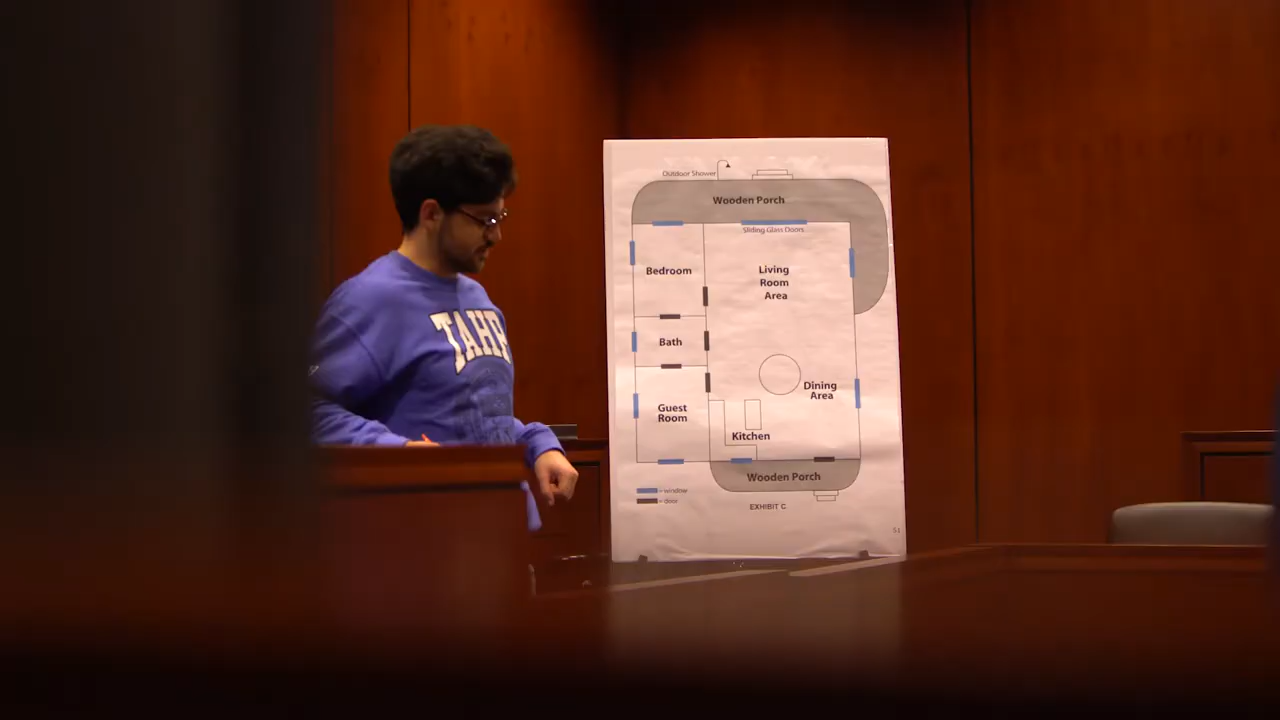 Outdoor Shower
Wooden Porch
Sliding Glass Doors
Bedroom
Living
Room
Area
Bath
Dining
Area
Guest
Room
Kitchen
Wooden Porch
= window
= door
EXHIBIT C
TAHP